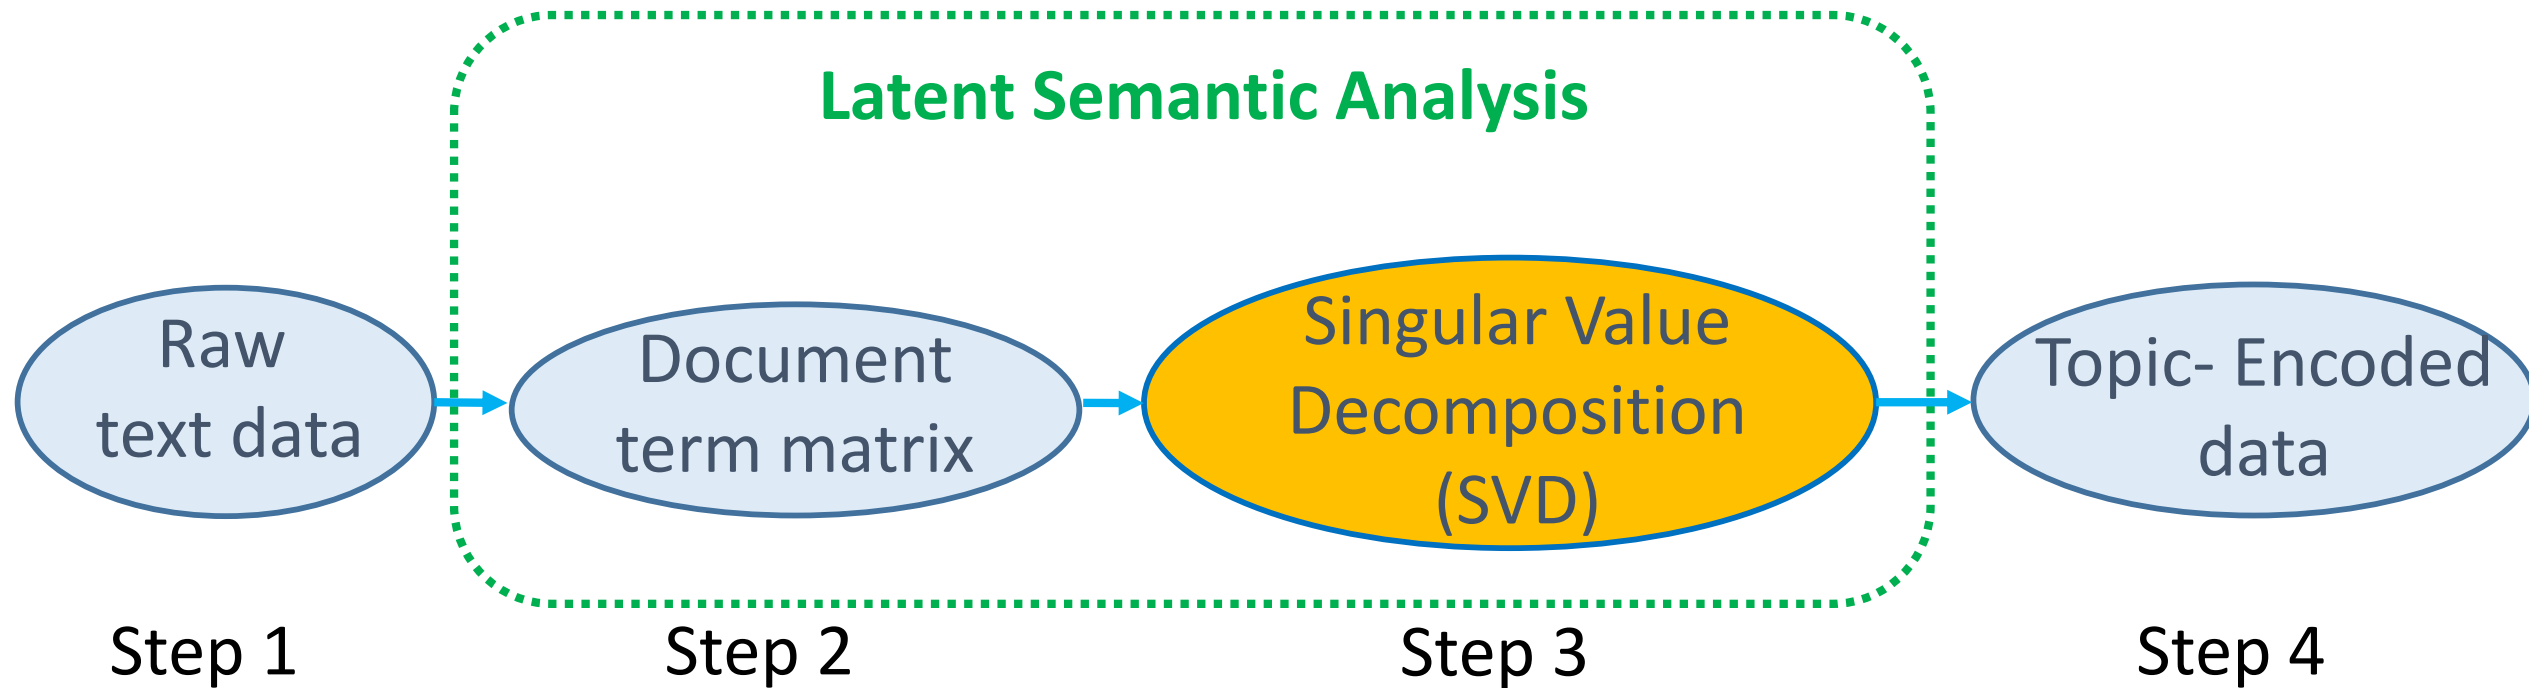 Latent Semantic Analysis
Raw
text data
Document
term matrix
Singular Value
Decomposition
(SVD)
Topic- Encoded
data
Step 1
Step 2
Step 3
Step 4